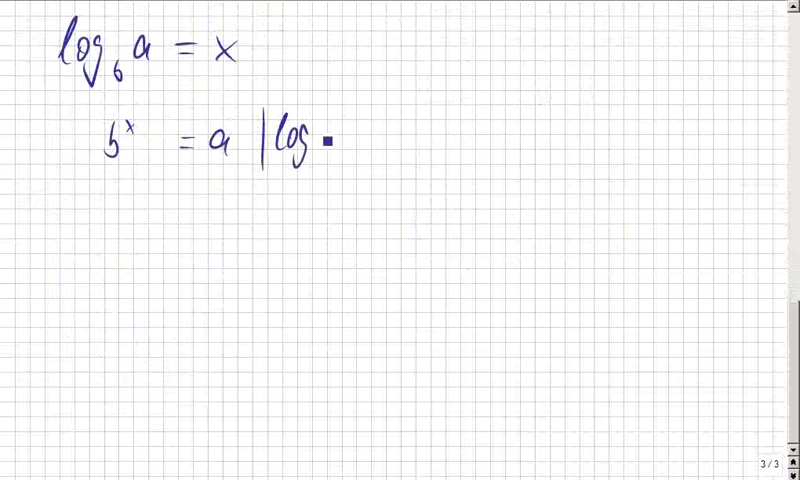 log_b a = x
b^x = a | log
3 / 3